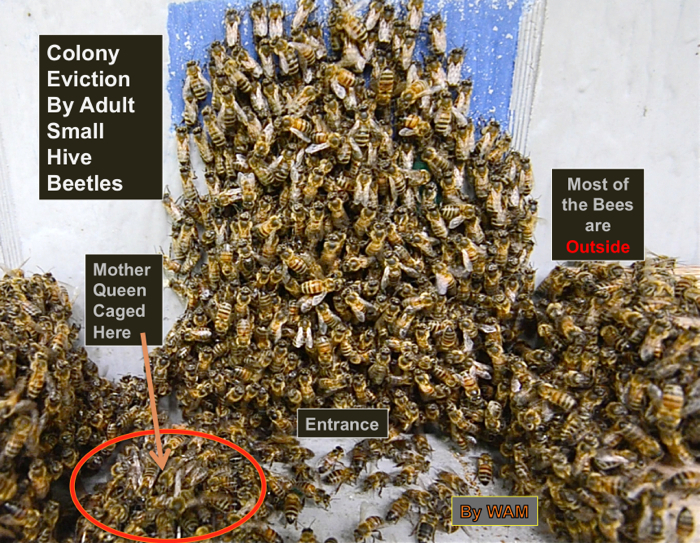 Colony
Eviction
By Adult
Small
Hive
Beetles
Most of
the Bees
are
Outside
Mother
Queen
Caged
Here
Entrance
By WAM